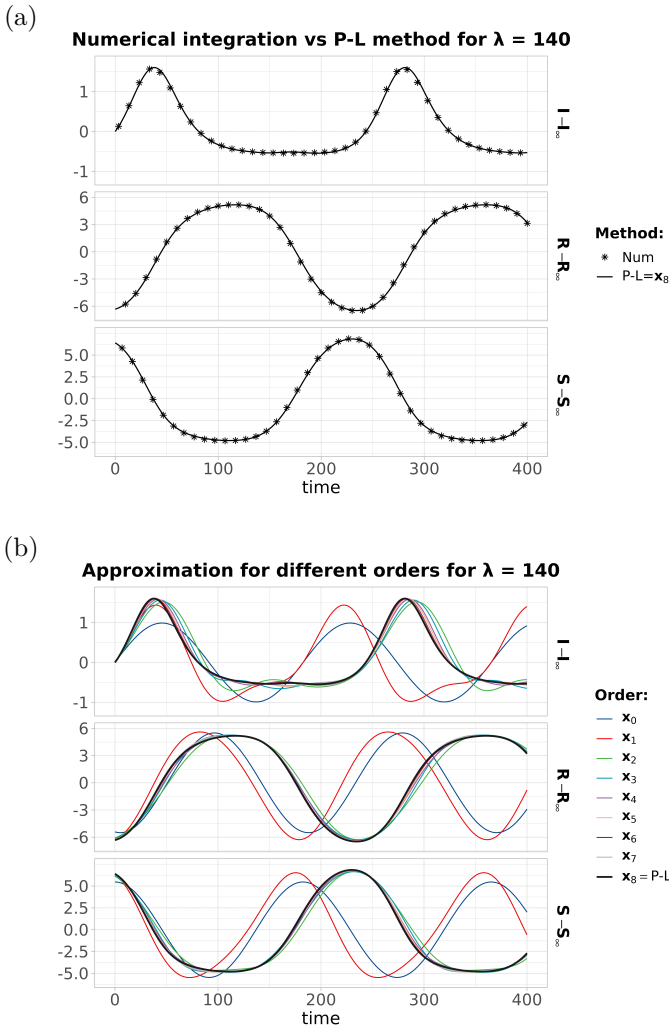 (a)
Numerical integration vs P-L method for λ = 140
1
0
-1
I−I∞
6
3
0
-3
-6
R−R∞
5.0
2.5
0.0
-2.5
-5.0
S−S∞
0 100 200 300 400
time
Method:
Num
P-L=x₈
(b)
Approximation for different orders for λ = 140
1
0
-1
I−I∞
6
3
0
-3
-6
R−R∞
5.0
2.5
0.0
-2.5
-5.0
S−S∞
0 100 200 300 400
time
Order:
x₀
x₁
x₂
x₃
x₄
x₅
x₆
x₇
x₈ = P-L